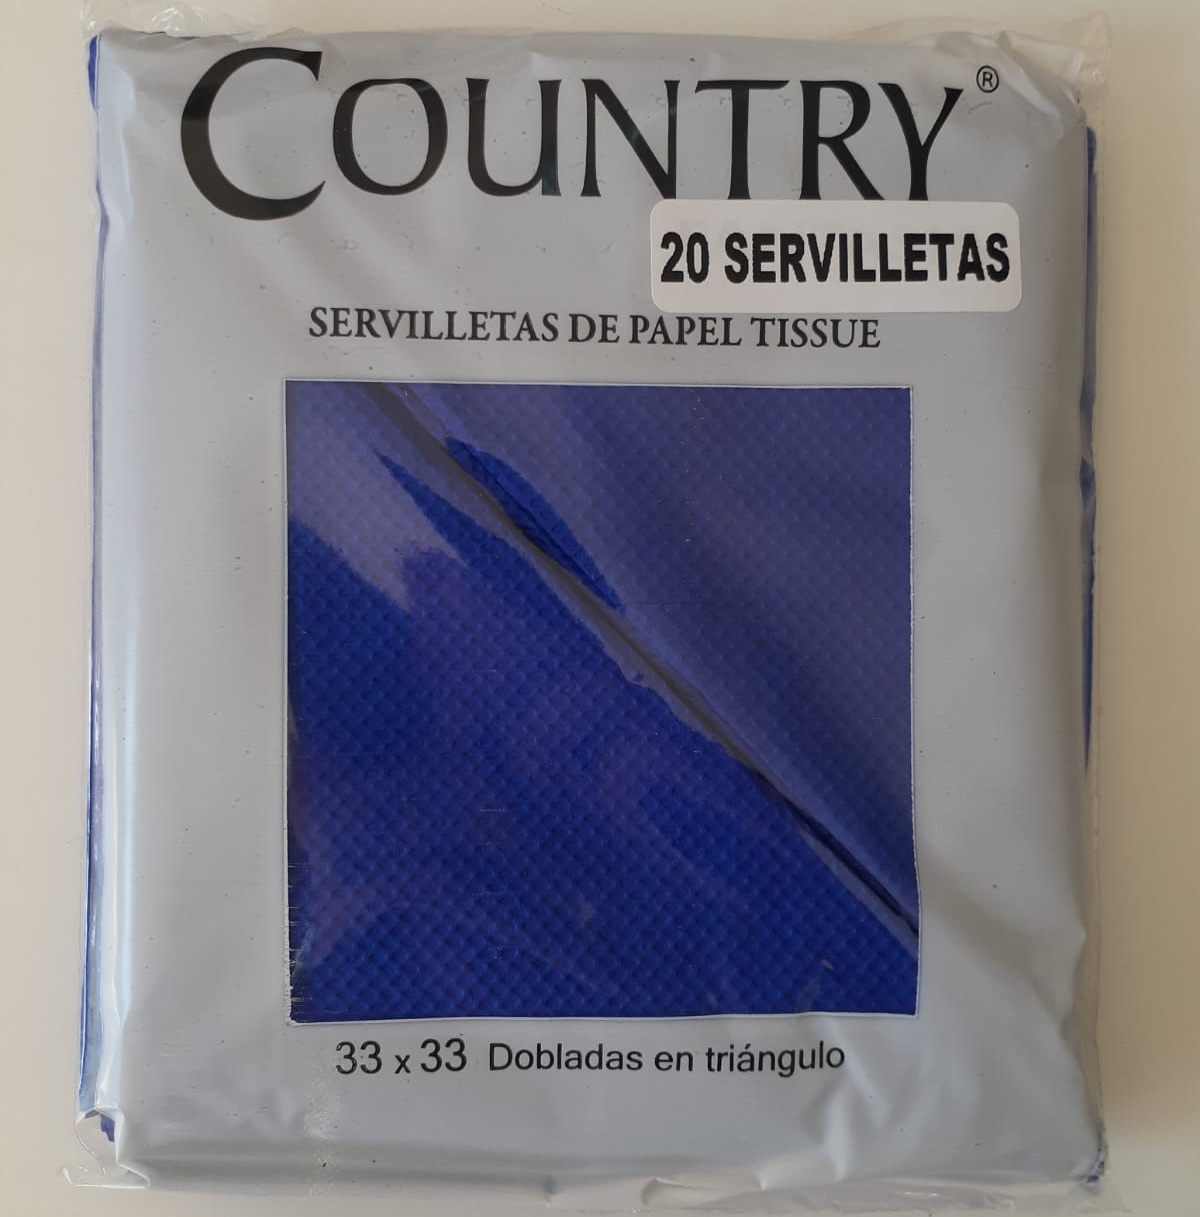 COUNTRY®
20 SERVILLETAS
SERVILLETAS DE PAPEL TISSUE
33 x 33 Dobladas en triángulo